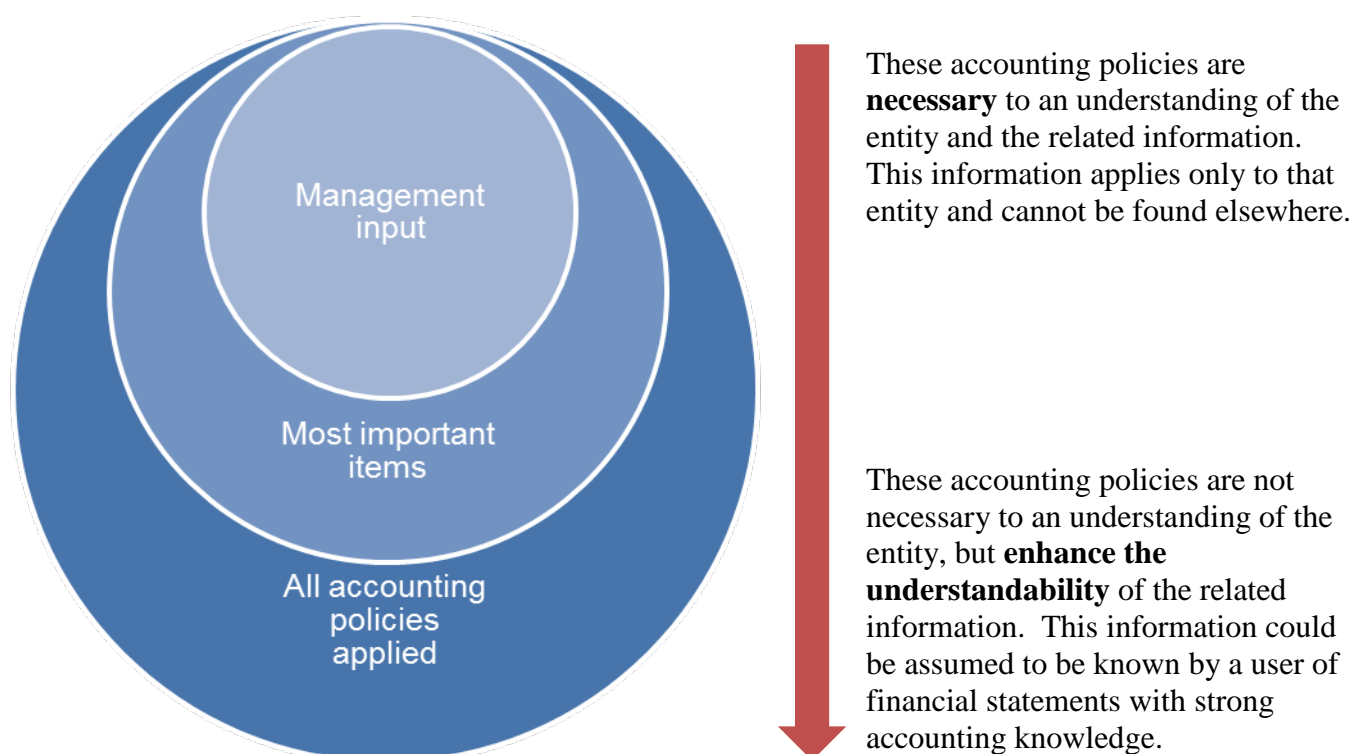 Management
input
Most important
items
All accounting
policies
applied
These accounting policies are
necessary to an understanding of the
entity and the related information.
This information applies only to that
entity and cannot be found elsewhere.
These accounting policies are not
necessary to an understanding of the
entity, but enhance the
understandability of the related
information.  This information could
be assumed to be known by a user of
financial statements with strong
accounting knowledge.